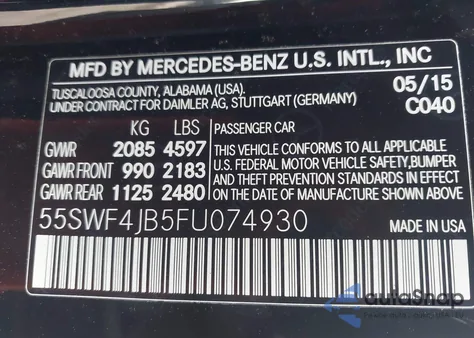 MFD BY MERCEDES-BENZ U.S. INTL., INC
TUSCALOOSA COUNTY, ALABAMA (USA). 05/15
UNDER CONTRACT FOR DAIMLER AG, STUTTGART (GERMANY) C040
KG LBS PASSENGER CAR
GVWR 2085 4597 THIS VEHICLE CONFORMS TO ALL APPLICABLE
GAWR FRONT 990 2183 U.S. FEDERAL MOTOR VEHICLE SAFETY,BUMPER
GAWR REAR 1125 2480 AND THEFT PREVENTION STANDARDS IN EFFECT
ON THE DATE OF MANUFACTURE SHOWN ABOVE.
55SWF4JB5FU074930 MADE IN USA
autoSnap